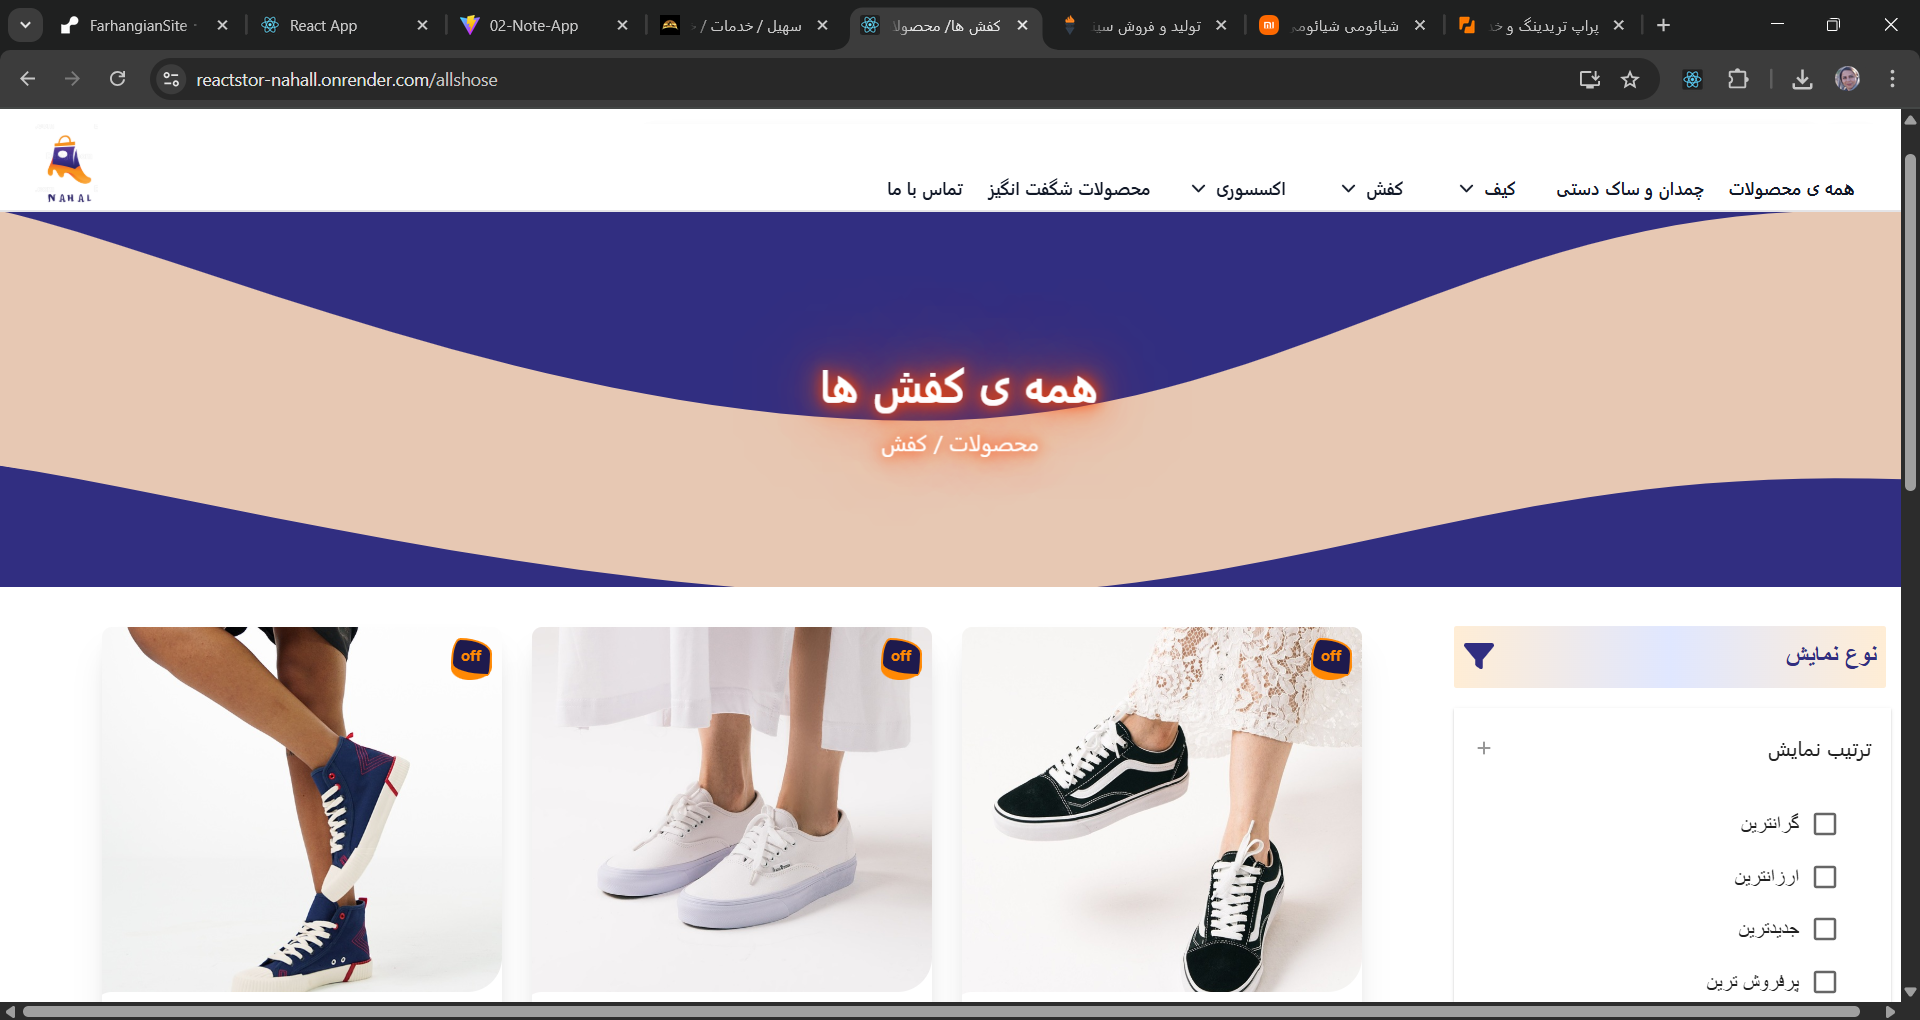 FarhangianSite
React App
02-Note-App
سهیل / خدمات /
کفش ها/ محصولا
تولید و فروش سی
شیائومی شیائومی
پراپ تریدینگ و خد
reactstor-nahall.onrender.com/allshose
NAHAL
همه ی محصولات
چمدان و ساک دستی
کیف
کفش
اکسسوری
محصولات شگفت انگیز
تماس با ما
همه ی کفش ها
محصولات / کفش
off
off
off
نوع نمایش
ترتیب نمایش
گرانترین
ارزانترین
جدیدترین
پرفروش ترین